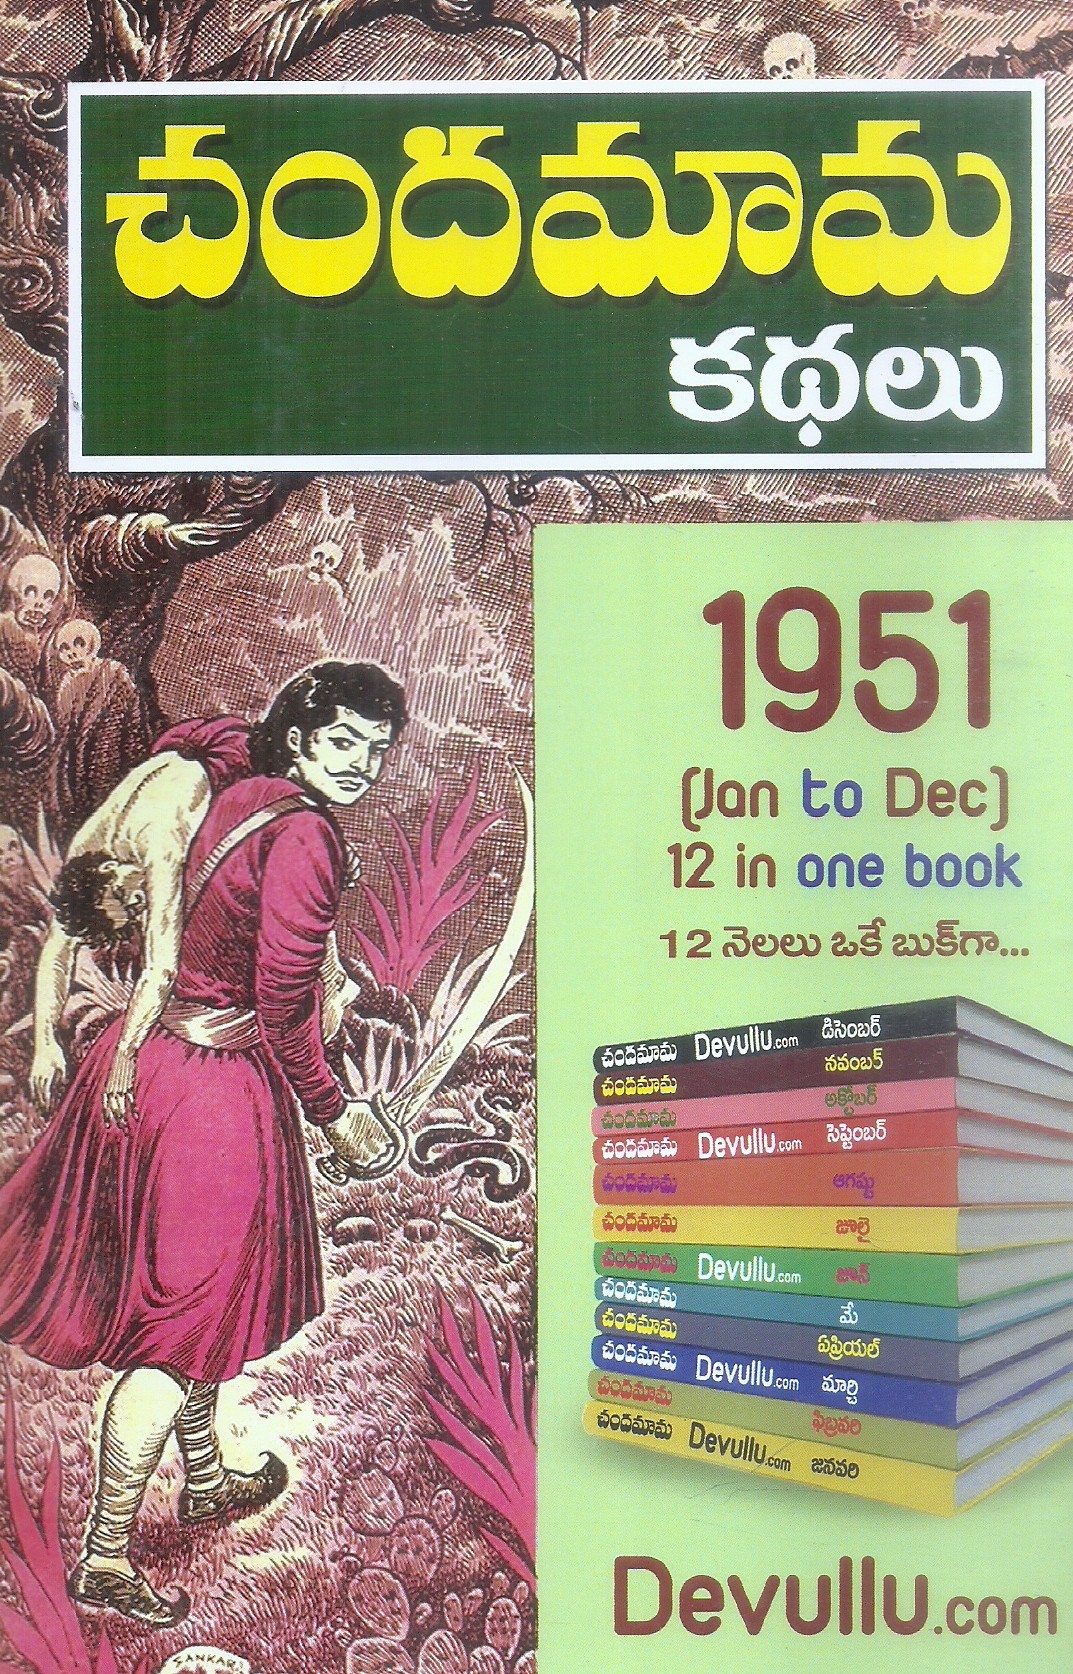 చందమామ
కథలు
1951
(Jan to Dec)
12 in one book
12 నెలలు ఒకే బుక్‌గా...
చందమామ Devullu.com డిసెంబర్
చందమామ నవంబర్
చందమామ అక్టోబర్
చందమామ Devullu.com సెప్టెంబర్
చందమామ ఆగష్టు
చందమామ జూలై
చందమామ Devullu.com జూన్
చందమామ మే
చందమామ ఏప్రియల్
చందమామ Devullu.com మార్చి
చందమామ ఫిబ్రవరి
చందమామ Devullu.com జనవరి
Devullu.com
SANKAR